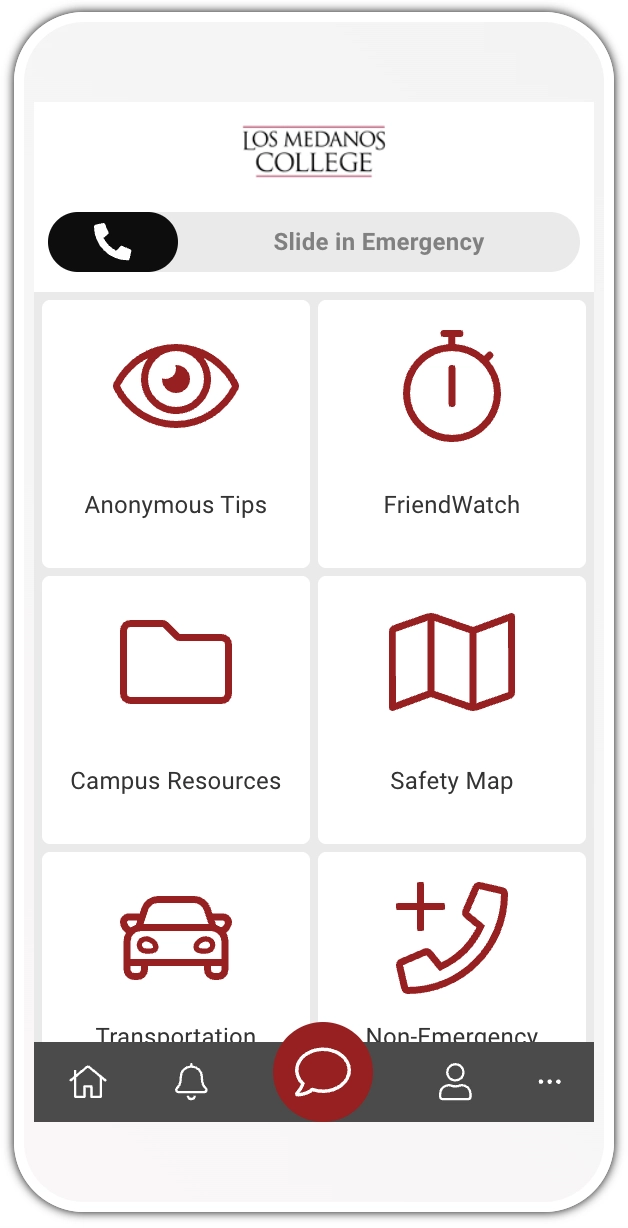 LOS MEDANOS
COLLEGE
Slide in Emergency
Anonymous Tips
FriendWatch
Campus Resources
Safety Map
Transportation
Non-Emergency